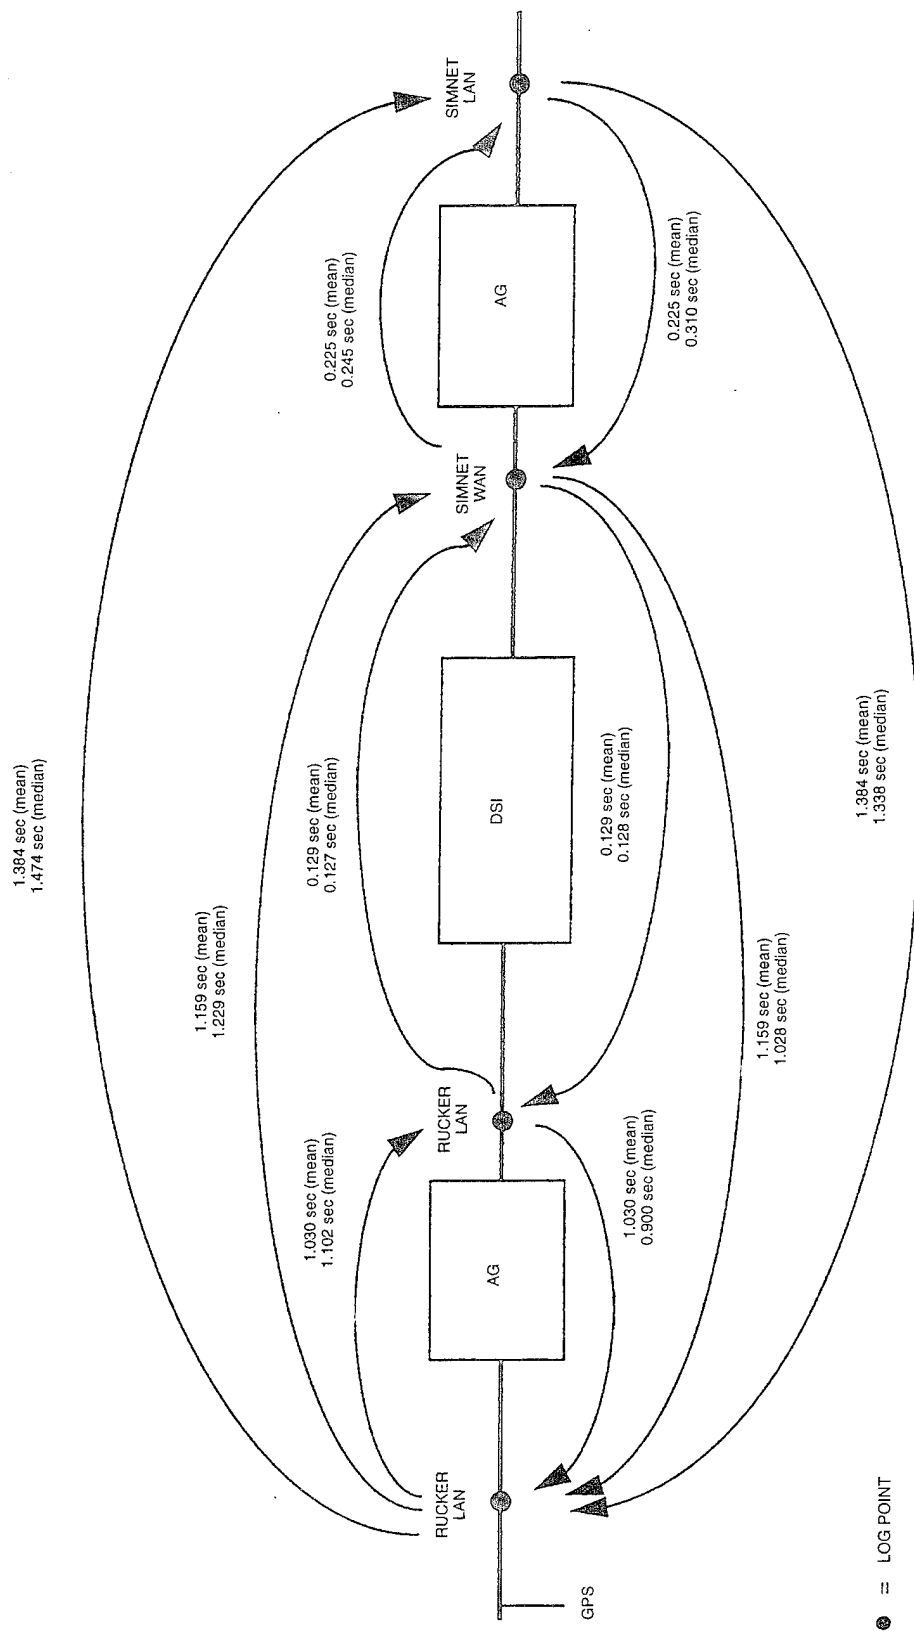 1.384 sec (mean)
1.474 sec (median)
1.159 sec (mean)
1.229 sec (median)
1.030 sec (mean)
1.102 sec (median)
0.129 sec (mean)
0.127 sec (median)
0.225 sec (mean)
0.245 sec (median)
RUCKER
LAN
RUCKER
LAN
SIMNET
WAN
SIMNET
LAN
AG
DSI
AG
GPS
1.030 sec (mean)
0.900 sec (median)
0.129 sec (mean)
0.128 sec (median)
0.225 sec (mean)
0.310 sec (median)
1.159 sec (mean)
1.028 sec (median)
1.384 sec (mean)
1.338 sec (median)
= LOG POINT